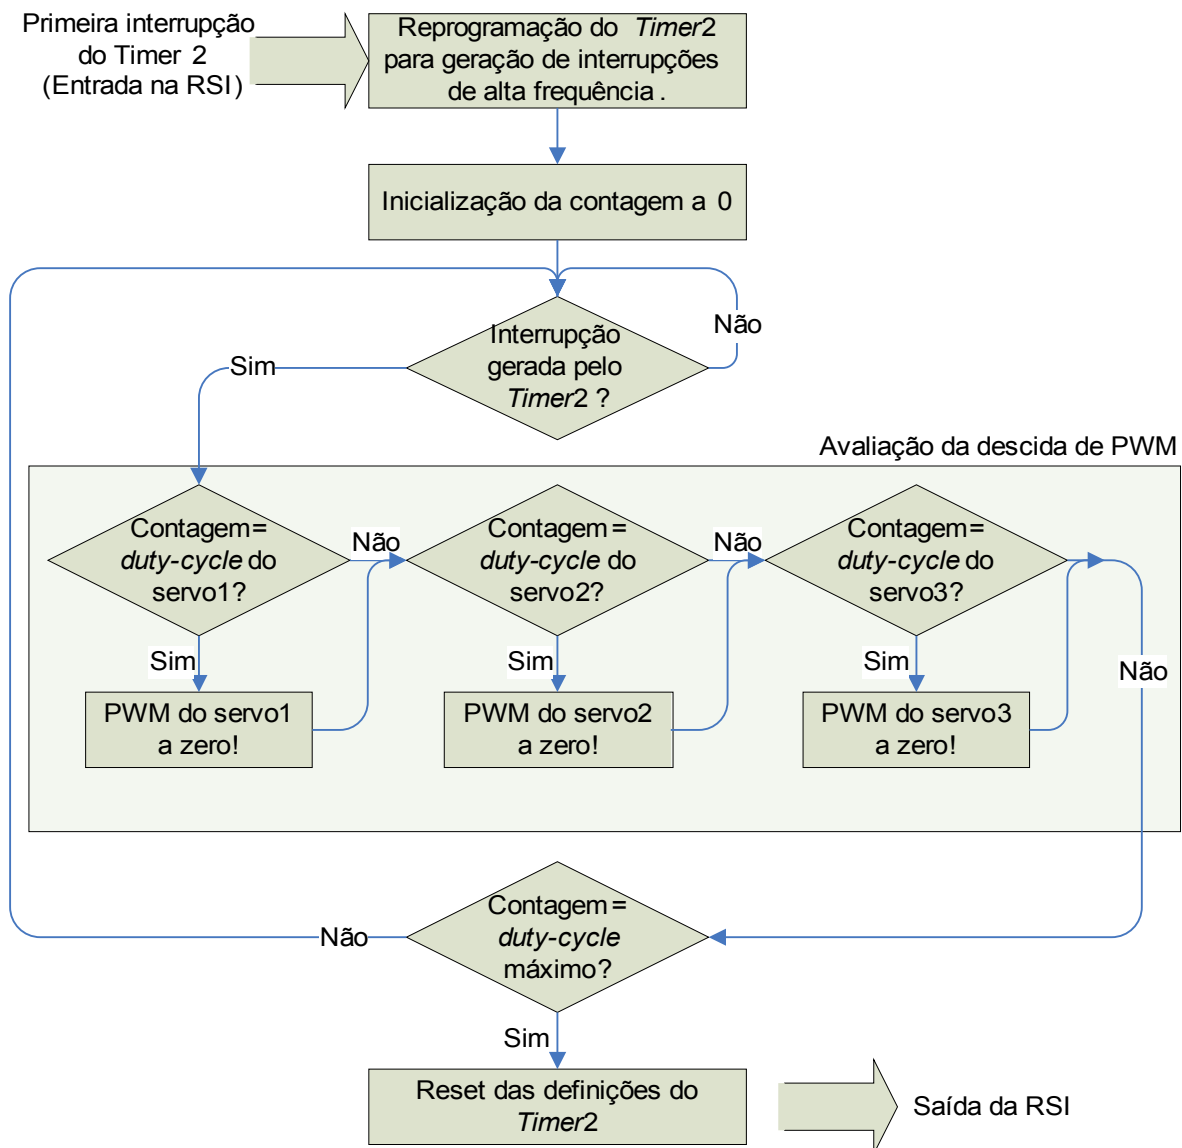 Primeira interrupção
do Timer 2
(Entrada na RSI)
Reprogramação do Timer2
para geração de interrupções
de alta frequência.
Inicialização da contagem a 0
Interrupção
gerada pelo
Timer2 ?
Não
Sim
Avaliação da descida de PWM
Contagem=
duty-cycle do
servo1?
Não
Contagem=
duty-cycle do
servo2?
Não
Contagem=
duty-cycle do
servo3?
Sim
Sim
Sim
Não
PWM do servo1
a zero!
PWM do servo2
a zero!
PWM do servo3
a zero!
Contagem=
duty-cycle
máximo?
Não
Sim
Reset das definições do
Timer2
Saída da RSI